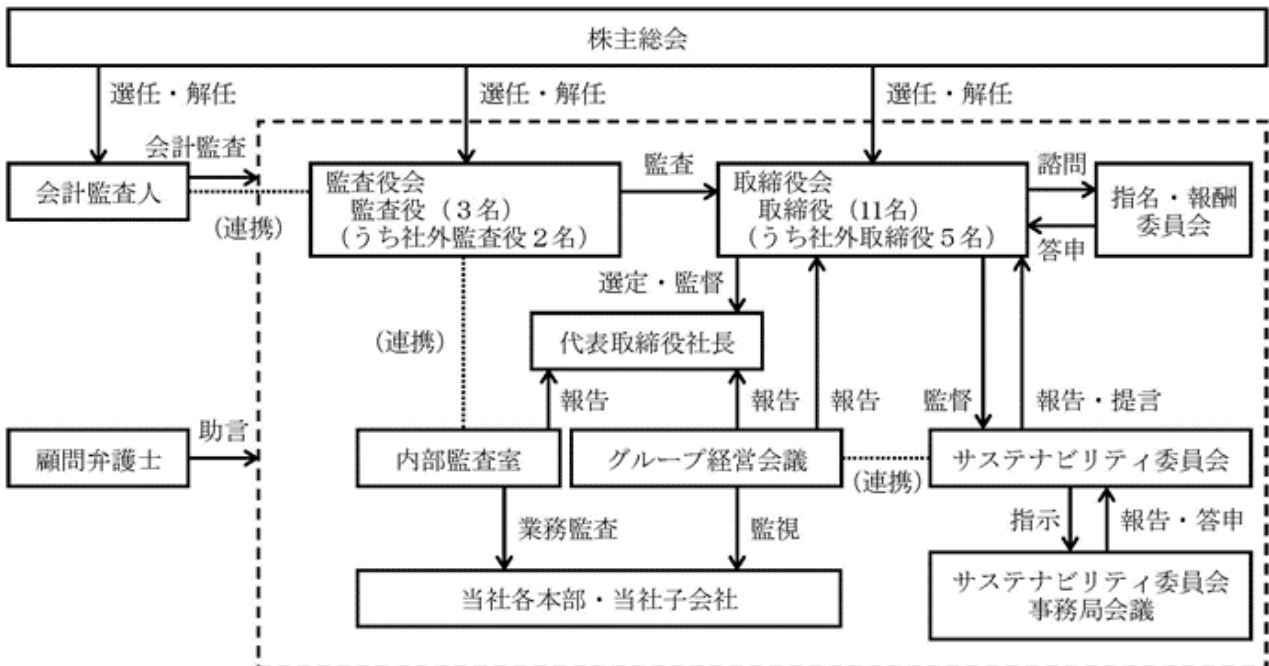 株主総会
選任・解任
選任・解任
選任・解任
会計監査
会計監査人
(連携)
監査役会
監査役（３名）
（うち社外監査役２名）
監査
取締役会
取締役（11名）
（うち社外取締役５名）
諮問
答申
指名・報酬
委員会
選定・監督
代表取締役社長
(連携)
報告
報告
報告
監督
報告・提言
顧問弁護士
助言
内部監査室
グループ経営会議
(連携)
サステナビリティ委員会
業務監査
監視
指示
報告・答申
当社各本部・当社子会社
サステナビリティ委員会
事務局会議